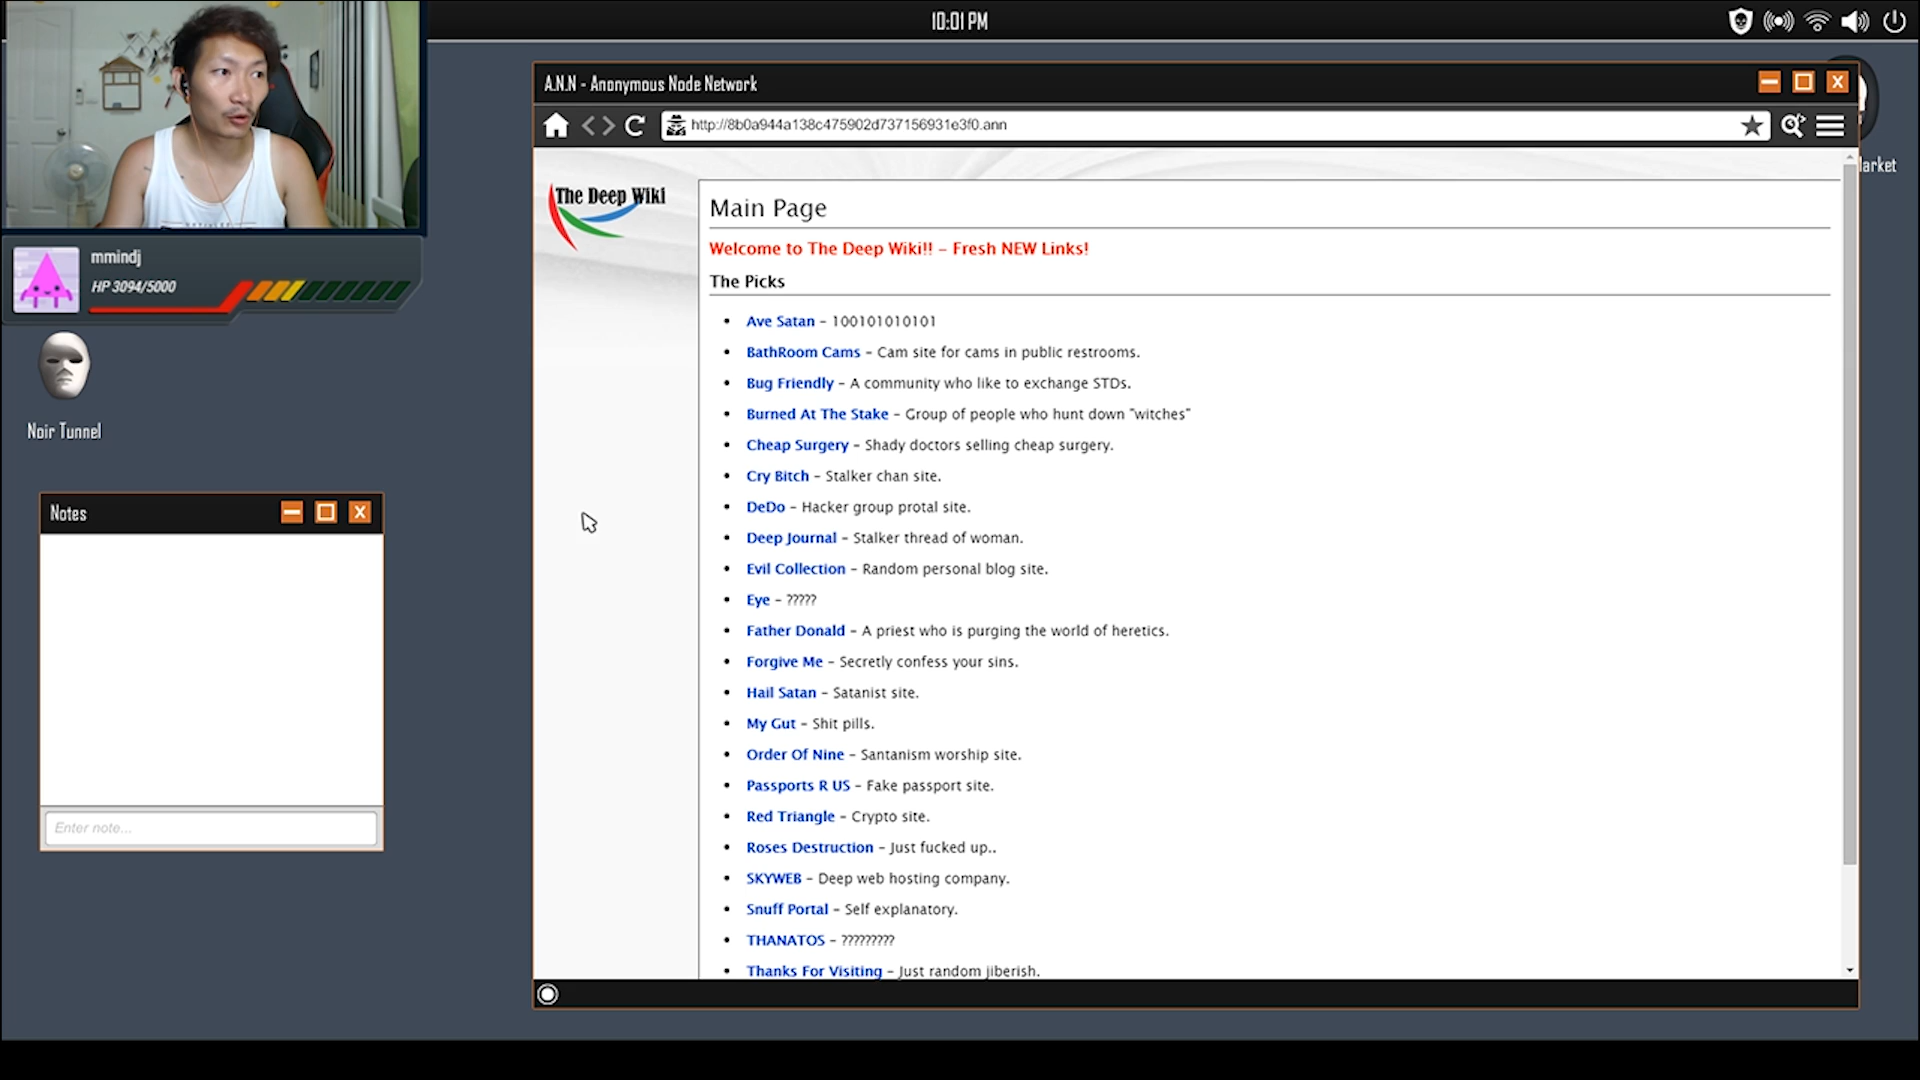 10:01 PM
A.N.N - Anonymous Node Network
http://8b0a944a138c475902d737156931e3f0.ann
arket
The Deep Wiki
Main Page
Welcome to The Deep Wiki!! – Fresh NEW Links!
The Picks
Ave Satan – 100101010101
BathRoom Cams – Cam site for cams in public restrooms.
Bug Friendly – A community who like to exchange STDs.
Burned At The Stake – Group of people who hunt down "witches"
Cheap Surgery – Shady doctors selling cheap surgery.
Cry Bitch – Stalker chan site.
DeDo – Hacker group protal site.
Deep Journal – Stalker thread of woman.
Evil Collection – Random personal blog site.
Eye – ?????
Father Donald – A priest who is purging the world of heretics.
Forgive Me – Secretly confess your sins.
Hail Satan – Satanist site.
My Gut – Shit pills.
Order Of Nine – Santanism worship site.
Passports R US – Fake passport site.
Red Triangle – Crypto site.
Roses Destruction – Just fucked up..
SKYWEB – Deep web hosting company.
Snuff Portal – Self explanatory.
THANATOS – ?????????
Thanks For Visiting – Just random jiberish.
mmindj
HP 3094/5000
Noir Tunnel
Notes
Enter note...